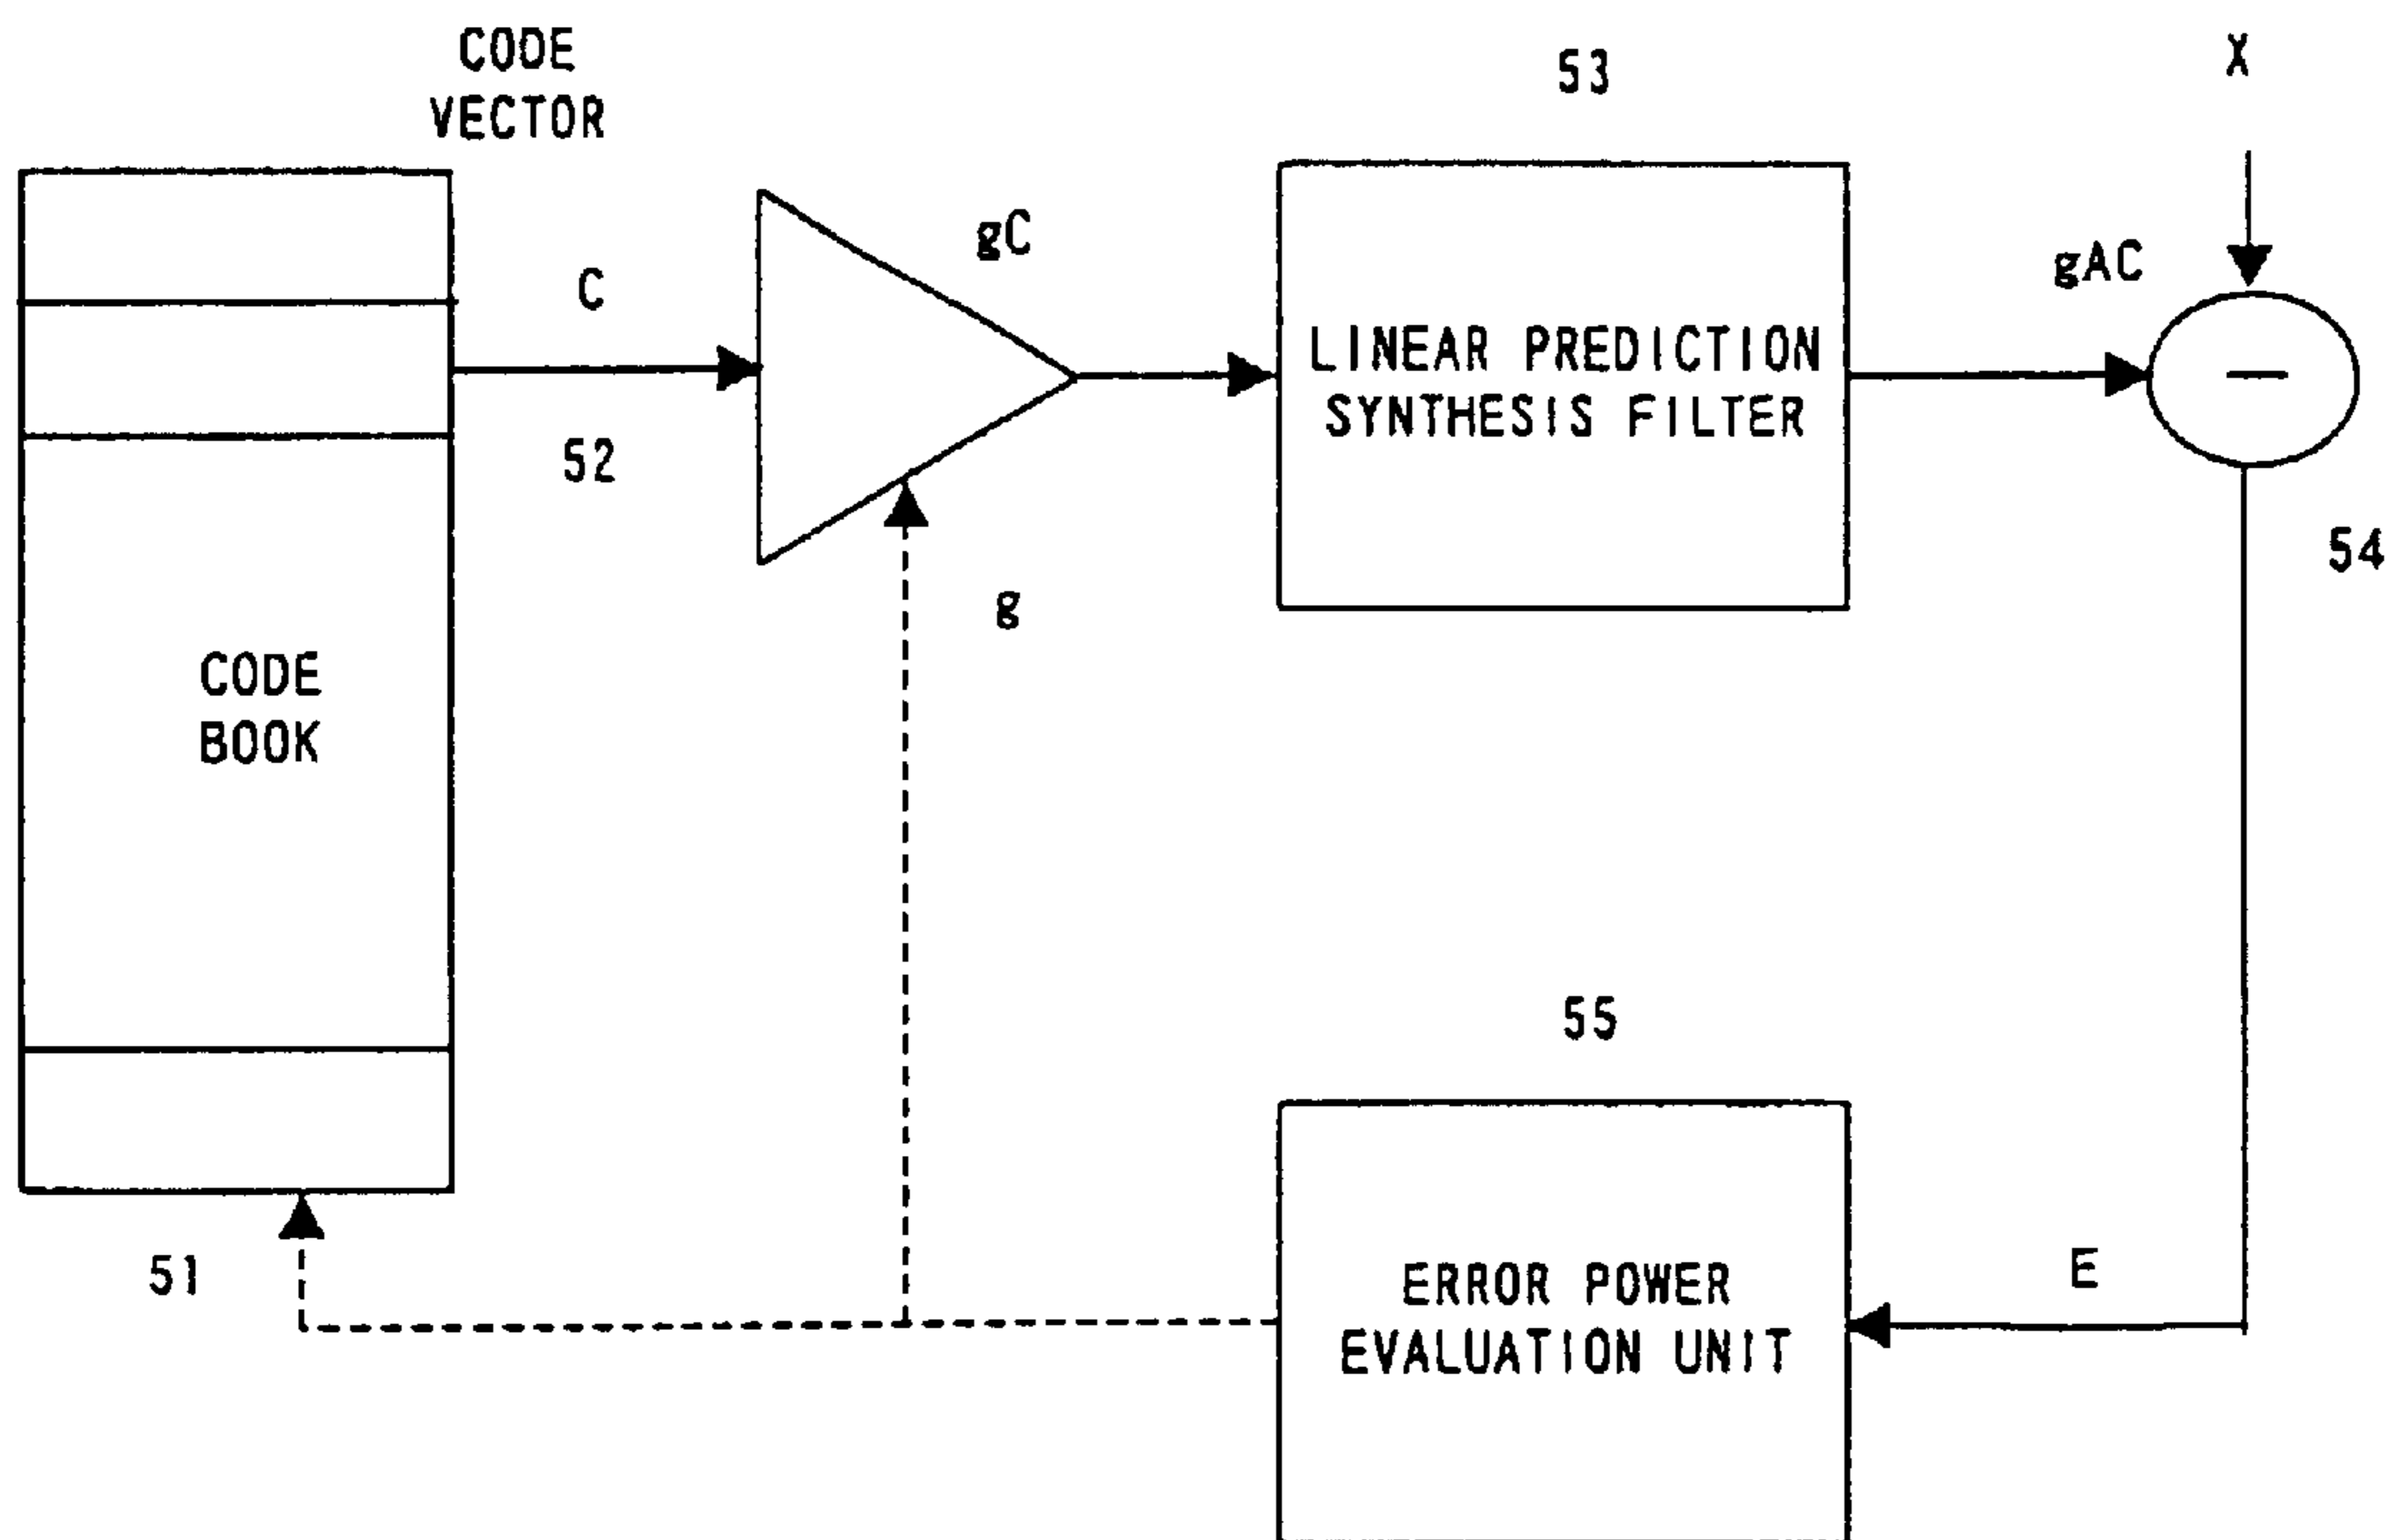 CODE
VECTOR
53
X
gC
gAC
C
LINEAR PREDICTION
SYNTHESIS FILTER
—
52
54
g
CODE
BOOK
55
51
E
ERROR POWER
EVALUATION UNIT